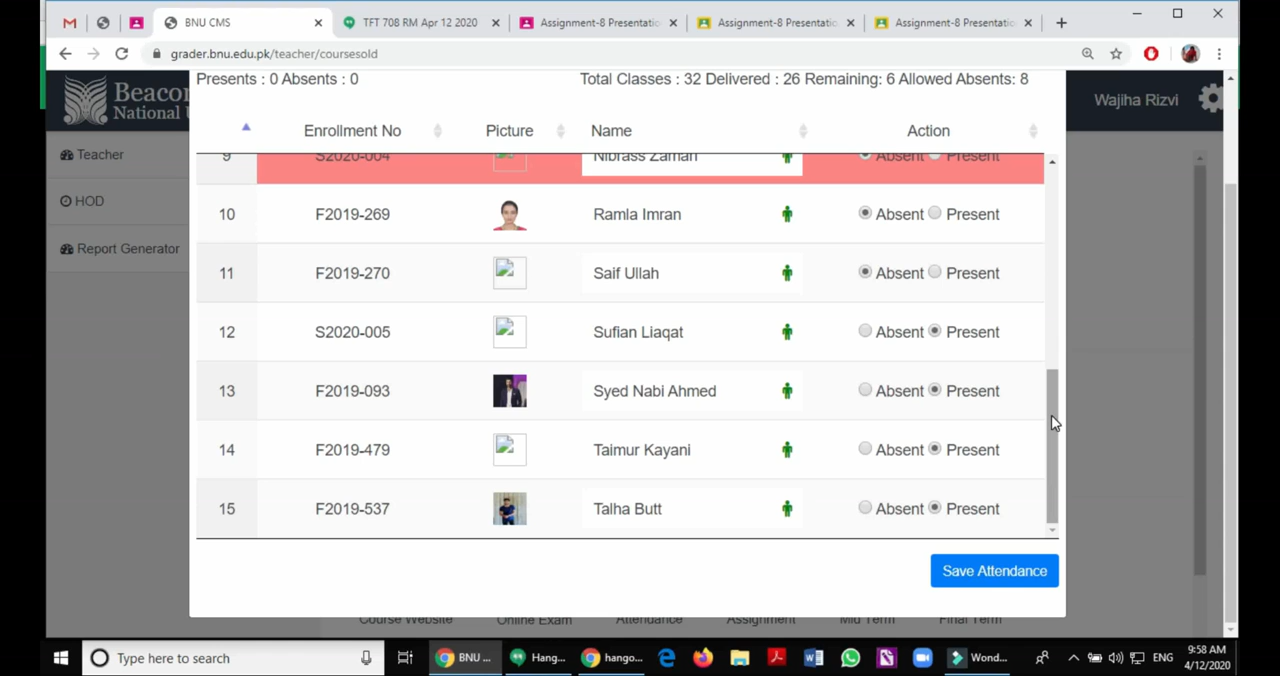 BNU CMS
TFT 708 RM Apr 12 2020
Assignment-8 Presentatio
Assignment-8 Presentatio
Assignment-8 Presentatio
grader.bnu.edu.pk/teacher/coursesold
Beacon
National U
Wajiha Rizvi
Teacher
HOD
Report Generator
Presents : 0 Absents : 0
Total Classes : 32 Delivered : 26 Remaining: 6 Allowed Absents: 8
Enrollment No Picture Name Action
9 S2020-004 Nibrass Zaman Absent Present
10 F2019-269 Ramla Imran Absent Present
11 F2019-270 Saif Ullah Absent Present
12 S2020-005 Sufian Liaqat Absent Present
13 F2019-093 Syed Nabi Ahmed Absent Present
14 F2019-479 Taimur Kayani Absent Present
15 F2019-537 Talha Butt Absent Present
Save Attendance
Course Website Online Exam Attendance Assignment Mid Term Final Term
Type here to search
BNU ...
Hang...
hango...
Wond...
ENG
9:58 AM
4/12/2020